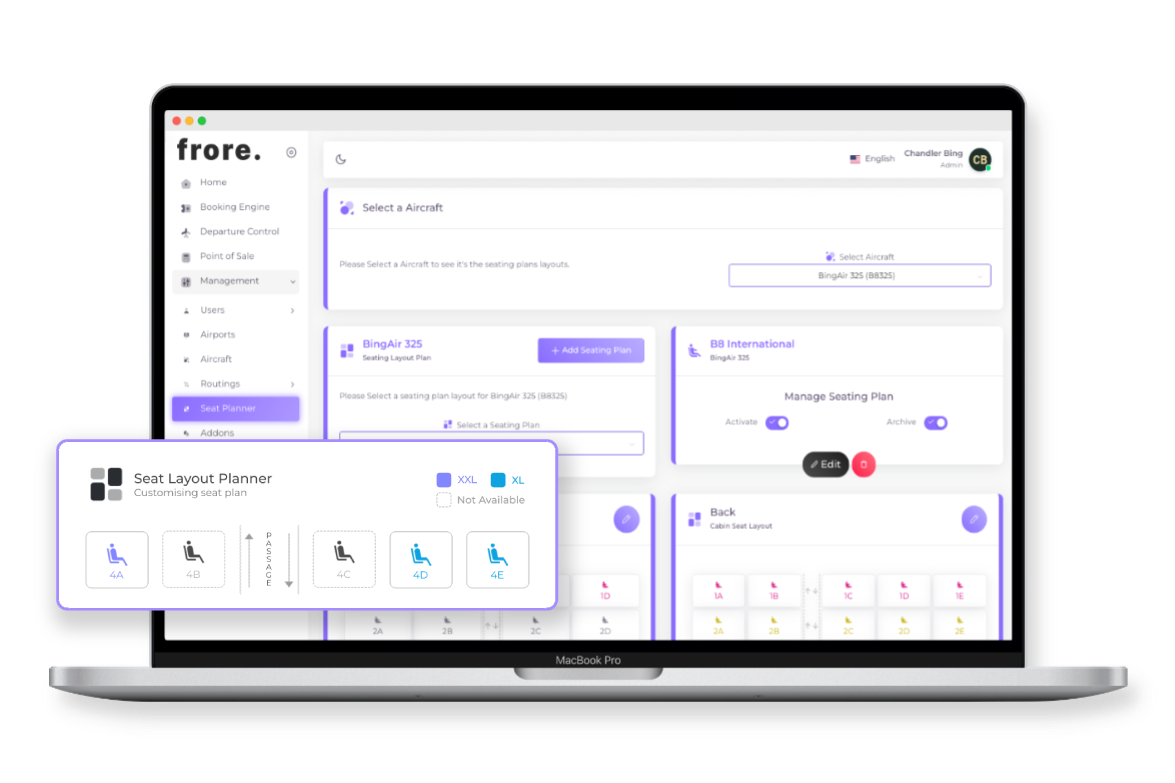 frore.
Home
Booking Engine
Departure Control
Point of Sale
Management
Users
Airports
Aircraft
Routings
Seat Planner
Addons
English
Chandler Bing
Admin
CB
Select a Aircraft
Please Select a Aircraft to see it's the seating plans layouts.
Select Aircraft
BingAir 325 (B8325)
BingAir 325
Seating Layout Plan
+ Add Seating Plan
Please Select a seating plan layout for BingAir 325 (B8325)
Select a Seating Plan
B8 International
BingAir 325
Manage Seating Plan
Activate
Archive
Edit
Seat Layout Planner
Customising seat plan
XXL
XL
Not Available
4A
4B
PASSAGE
4C
4D
4E
1D
2A 2B 2C 2D
Back
Cabin Seat Layout
1A 1B 1C 1D 1E
2A 2B 2C 2D 2E
MacBook Pro